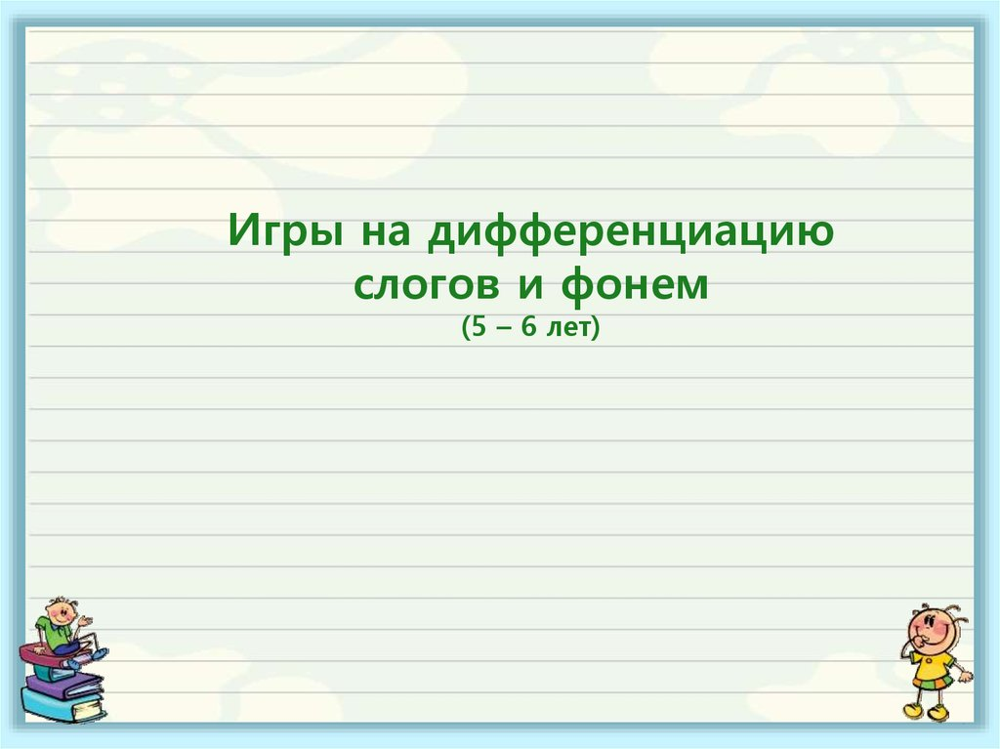 Игры на дифференциацию
слогов и фонем
(5 – 6 лет)